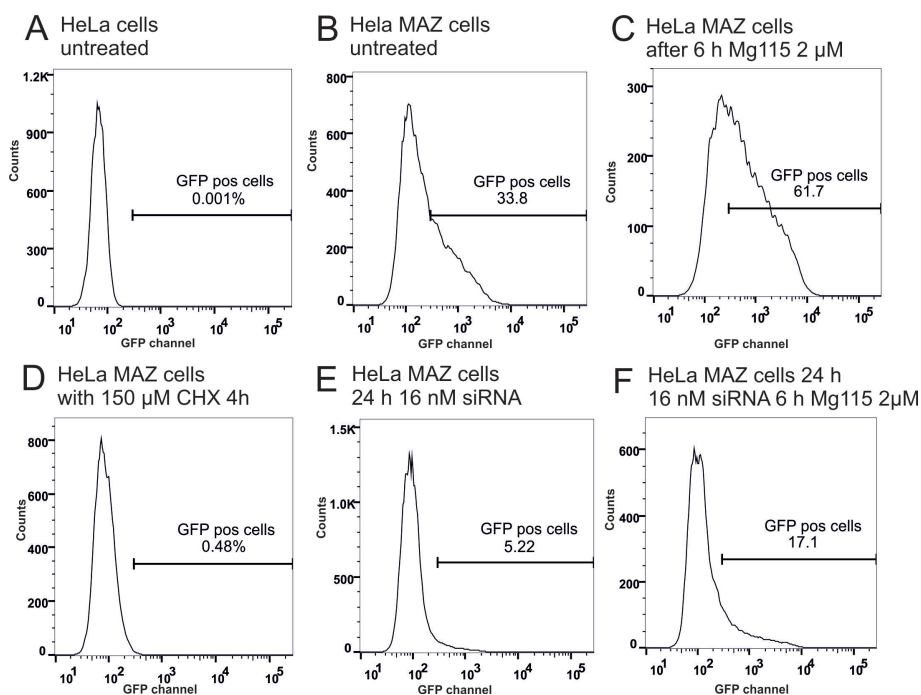 A HeLa cells
untreated
1.2K
900
600
300
0
Counts
GFP pos cells
0.001%
10¹ 10² 10³ 10⁴ 10⁵
GFP channel
B HeLa MAZ cells
untreated
800
600
400
200
0
Counts
GFP pos cells
33.8
10¹ 10² 10³ 10⁴ 10⁵
GFP channel
C HeLa MAZ cells
after 6 h Mg115 2 µM
300
200
100
0
Counts
GFP pos cells
61.7
10¹ 10² 10³ 10⁴ 10⁵
GFP channel
D HeLa MAZ cells
with 150 µM CHX 4h
800
600
400
200
0
Counts
GFP pos cells
0.48%
10¹ 10² 10³ 10⁴ 10⁵
GFP channel
E HeLa MAZ cells
24 h 16 nM siRNA
1.5K
1.0K
500
0
Counts
GFP pos cells
5.22
10¹ 10² 10³ 10⁴ 10⁵
GFP channel
F HeLa MAZ cells 24 h
16 nM siRNA 6 h Mg115 2µM
600
400
200
0
Counts
GFP pos cells
17.1
10¹ 10² 10³ 10⁴ 10⁵
GFP channel